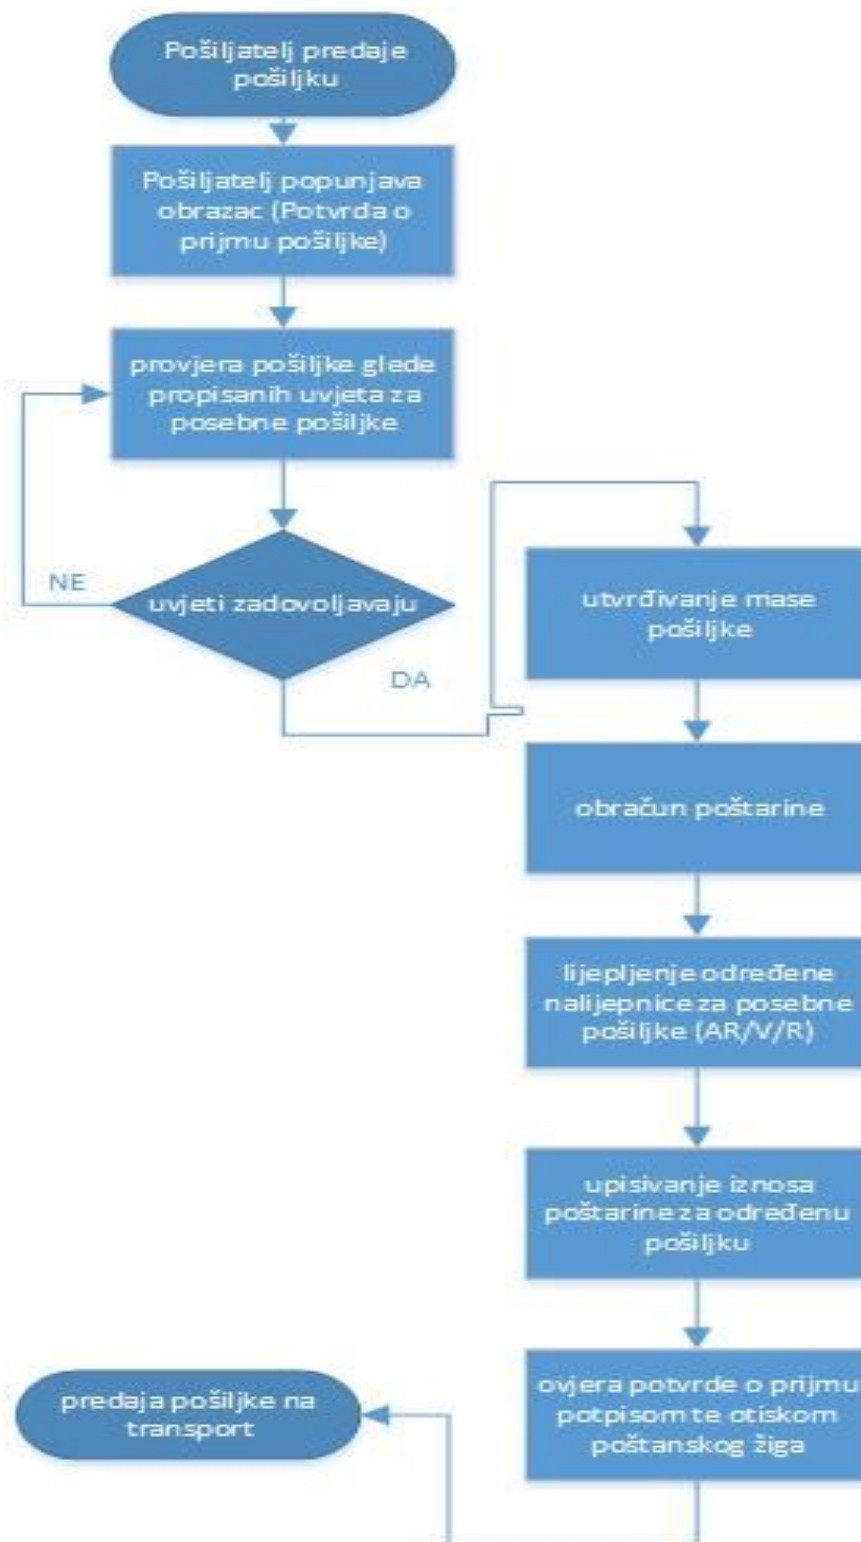 Pošiljatelj predaje
pošiljku
Pošiljatelj popunjava
obrazac (Potvrda o
prijmu pošiljke)
provjera pošiljke glede
propisanih uvjeta za
posebne pošiljke
NE
uvjeti zadovoljavaju
DA
utvrđivanje mase
pošiljke
obračun poštarine
lijepljenje određene
naljepnice za posebne
pošiljke (AR/V/R)
upisivanje iznosa
poštarine za određenu
pošiljku
ovjera potvrde o prijmu
potpisom te otiskom
poštanskog žiga
predaja pošiljke na
transport